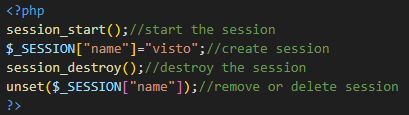 <?php
session_start();//start the session
$_SESSION["name"]="visto";//create session
session_destroy();//destroy the session
unset($_SESSION["name"]);//remove or delete session
?>